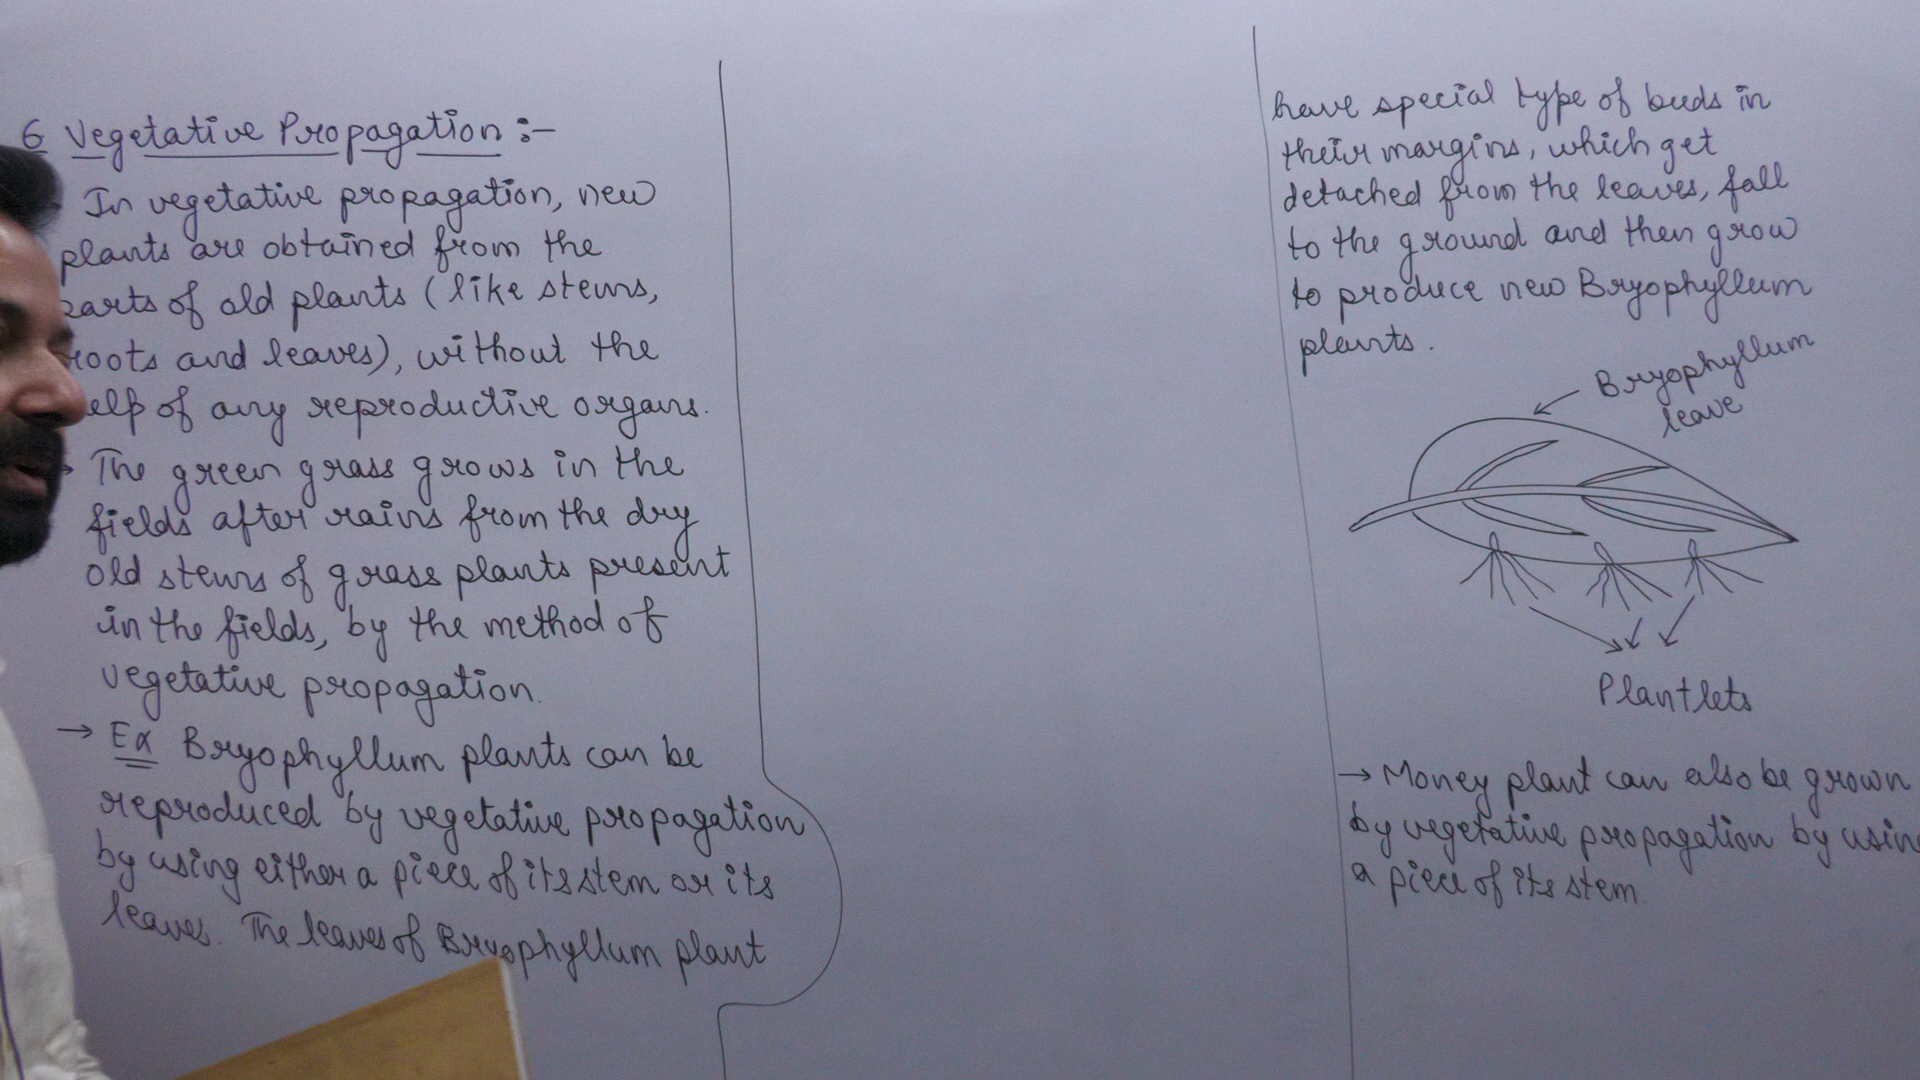 6 Vegetative Propagation :-
In vegetative propagation, new
plants are obtained from the
parts of old plants (like stems,
roots and leaves), without the
elp of any reproductive organs.
The green grass grows in the
fields after rains from the dry
old stems of grass plants present
in the fields, by the method of
vegetative propagation.
→ Ex Bryophyllum plants can be
reproduced by vegetative propagation
by using either a piece of its stem or its
leaves. The leaves of Bryophyllum plant
have special type of buds in
their margins, which get
detached from the leaves, fall
to the ground and then grow
to produce new Bryophyllum
plants.
Bryophyllum
leave
Plantlets
→ Money plant can also be grown
by vegetative propagation by usin
a piece of its stem.